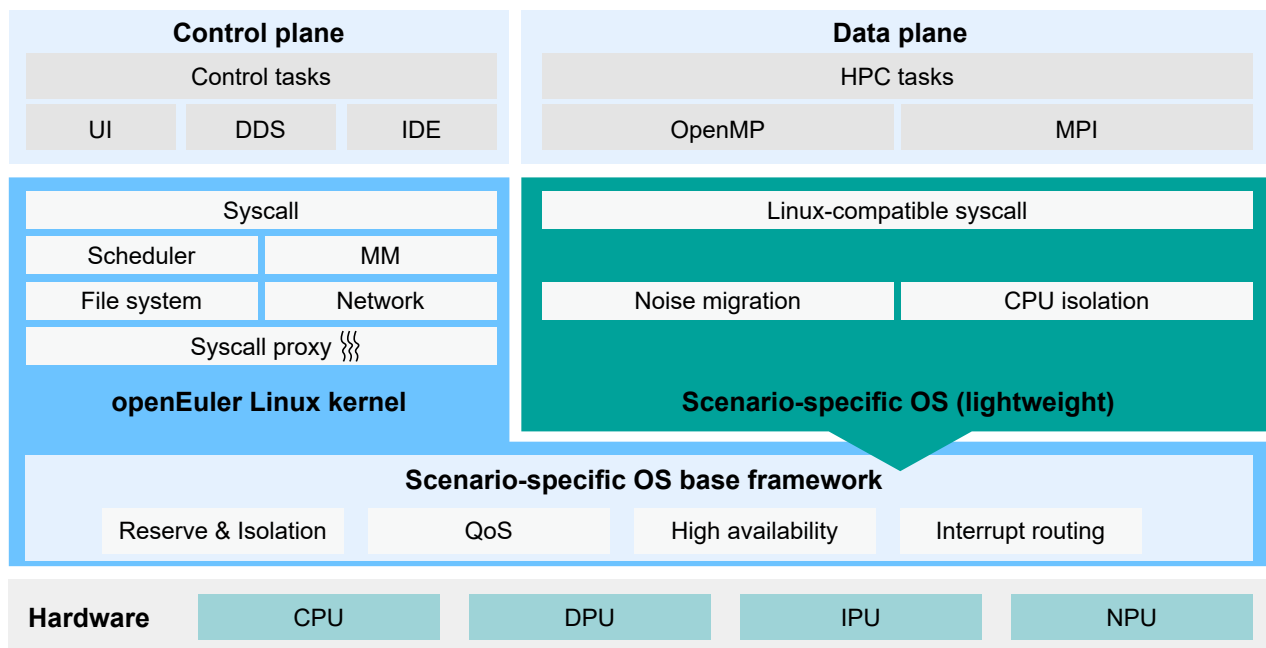 Control plane
Control tasks
UI DDS IDE
Data plane
HPC tasks
OpenMP MPI
Syscall
Scheduler MM
File system Network
Syscall proxy
openEuler Linux kernel
Linux-compatible syscall
Noise migration CPU isolation
Scenario-specific OS (lightweight)
Scenario-specific OS base framework
Reserve & Isolation QoS High availability Interrupt routing
Hardware CPU DPU IPU NPU